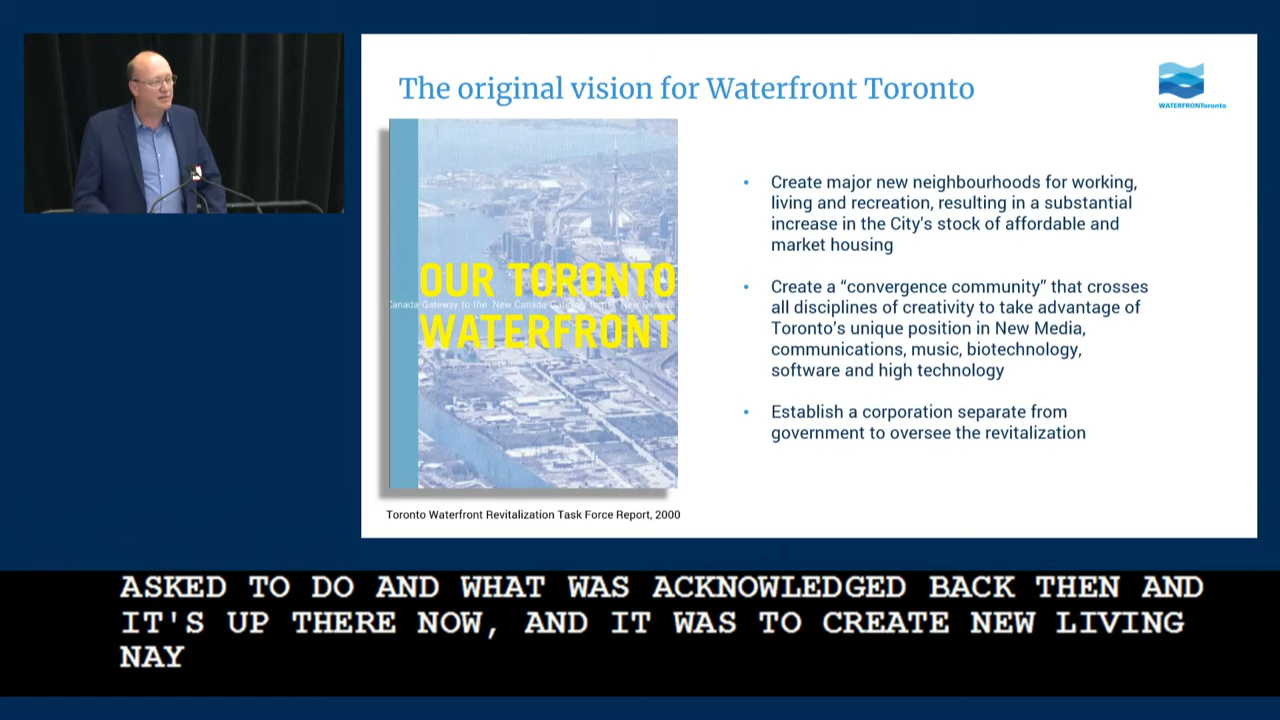 The original vision for Waterfront Toronto
WATERFRONToronto
OUR TORONTO
Canada Gateway to the New Canada Gateway to the New Canada
WATERFRONT
Toronto Waterfront Revitalization Task Force Report, 2000
• Create major new neighbourhoods for working,
living and recreation, resulting in a substantial
increase in the City's stock of affordable and
market housing
• Create a “convergence community” that crosses
all disciplines of creativity to take advantage of
Toronto’s unique position in New Media,
communications, music, biotechnology,
software and high technology
• Establish a corporation separate from
government to oversee the revitalization
ASKED TO DO AND WHAT WAS ACKNOWLEDGED BACK THEN AND
IT'S UP THERE NOW, AND IT WAS TO CREATE NEW LIVING
NAY